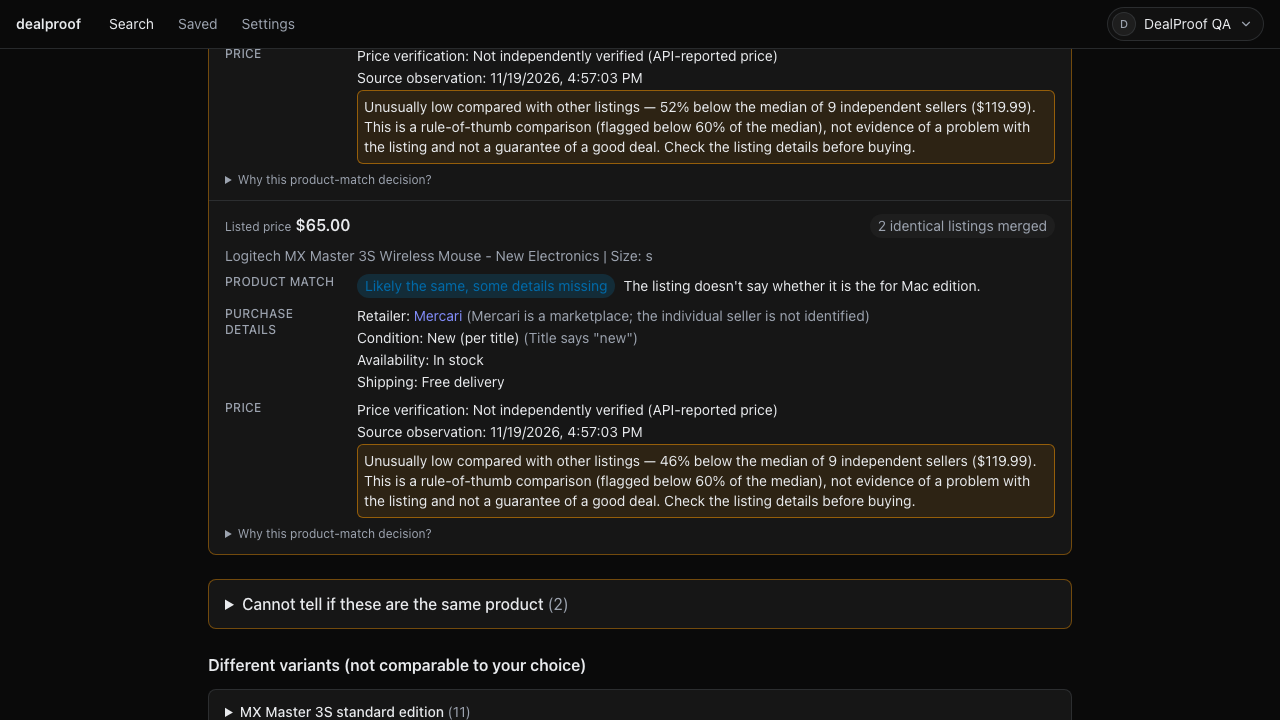 dealproof
Search
Saved
Settings
D
DealProof QA
PRICE
Price verification: Not independently verified (API-reported price)
Source observation: 11/19/2026, 4:57:03 PM
Unusually low compared with other listings — 52% below the median of 9 independent sellers ($119.99).
This is a rule-of-thumb comparison (flagged below 60% of the median), not evidence of a problem with
the listing and not a guarantee of a good deal. Check the listing details before buying.
Why this product-match decision?
Listed price $65.00
2 identical listings merged
Logitech MX Master 3S Wireless Mouse - New Electronics | Size: s
PRODUCT MATCH
Likely the same, some details missing
The listing doesn't say whether it is the for Mac edition.
PURCHASE
DETAILS
Retailer: Mercari (Mercari is a marketplace; the individual seller is not identified)
Condition: New (per title) (Title says "new")
Availability: In stock
Shipping: Free delivery
PRICE
Price verification: Not independently verified (API-reported price)
Source observation: 11/19/2026, 4:57:03 PM
Unusually low compared with other listings — 46% below the median of 9 independent sellers ($119.99).
This is a rule-of-thumb comparison (flagged below 60% of the median), not evidence of a problem with
the listing and not a guarantee of a good deal. Check the listing details before buying.
Why this product-match decision?
Cannot tell if these are the same product (2)
Different variants (not comparable to your choice)
MX Master 3S standard edition (11)